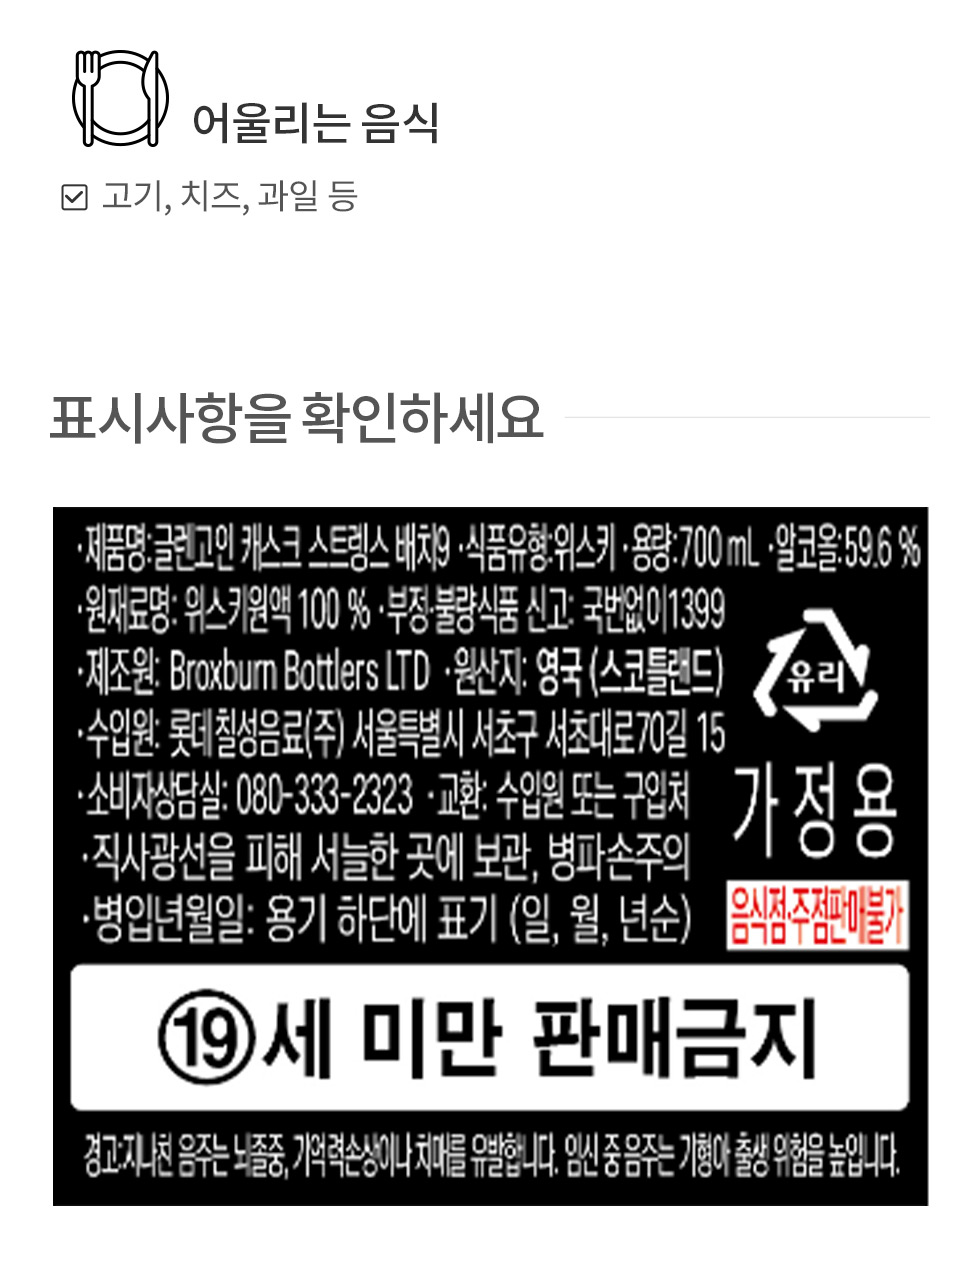 어울리는 음식
고기, 치즈, 과일 등
표시사항을 확인하세요
·제품명:글렌고인 캐스크 스트렝스 배치9 ·식품유형:위스키 ·용량:700 mL ·알코올:59.6 %
·원재료명: 위스키원액 100 % ·부정·불량식품 신고: 국번없이1399
·제조원: Broxburn Bottlers LTD ·원산지: 영국 (스코틀랜드)
·수입원: 롯데칠성음료(주) 서울특별시 서초구 서초대로70길 15
·소비자상담실: 080-333-2323 ·교환: 수입원 또는 구입처
·직사광선을 피해 서늘한 곳에 보관, 병파손주의
·병입년월일: 용기 하단에 표기 (일, 월, 년순)
유리
가정용
음식점·주점판매불가
⑲세 미만 판매금지
경고:지나친 음주는 뇌졸중, 기억력손상이나 치매를 유발합니다. 임신 중 음주는 기형아 출생 위험을 높입니다.